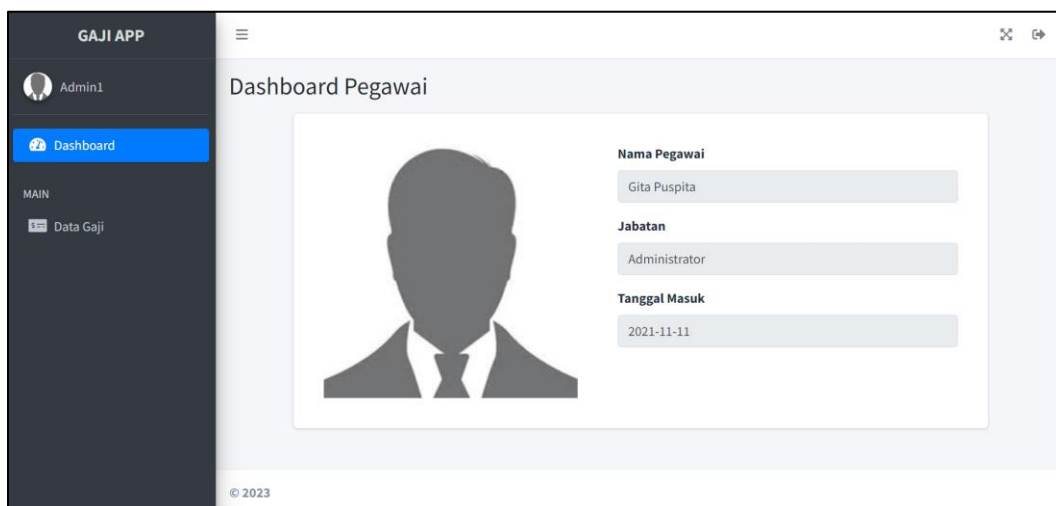 GAJI APP
Admin1
Dashboard
MAIN
Data Gaji
Dashboard Pegawai
Nama Pegawai
Gita Puspita
Jabatan
Administrator
Tanggal Masuk
2021-11-11
© 2023